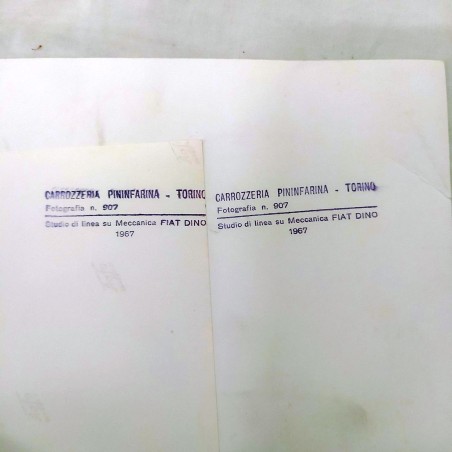 CARROZZERIA PININFARINA - TORINO
Fotografia n. 907
Studio di linea su Meccanica FIAT DINO
1967
CARROZZERIA PININFARINA - TORINO
Fotografia n. 907
Studio di linea su Meccanica FIAT DINO
1967